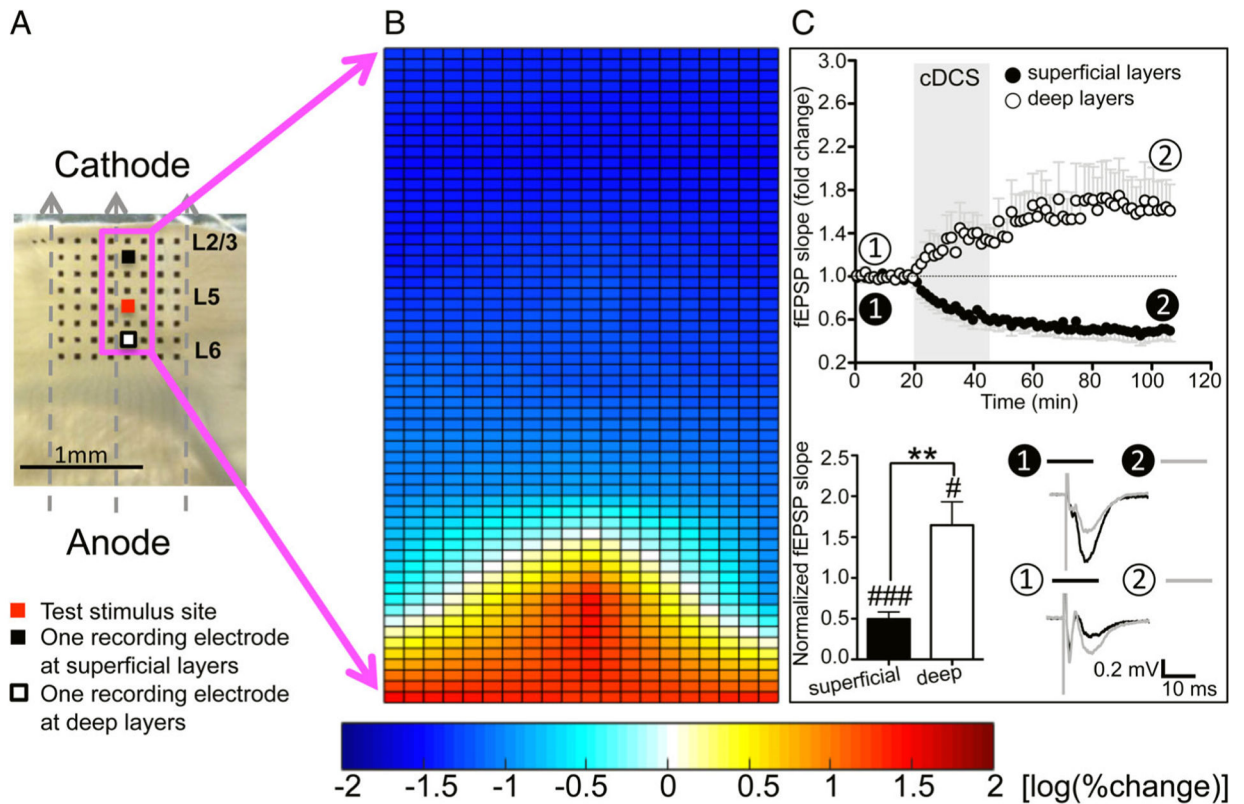 A
B
C
Cathode
L2/3
L5
L6
1mm
Anode
Test stimulus site
One recording electrode
at superficial layers
One recording electrode
at deep layers
-2 -1.5 -1 -0.5 0 0.5 1 1.5 2 [log(%change)]
fEPSP slope (fold change)
3.0
2.6
2.2
1.8
1.4
1.0
0.6
0.2
cDCS
superficial layers
deep layers
1
2
1
2
0 20 40 60 80 100 120
Time (min)
Normalized fEPSP slope
2.5
2.0
1.5
1.0
0.5
0.0
**
#
###
superficial deep
1 2
1 2
0.2 mV
10 ms